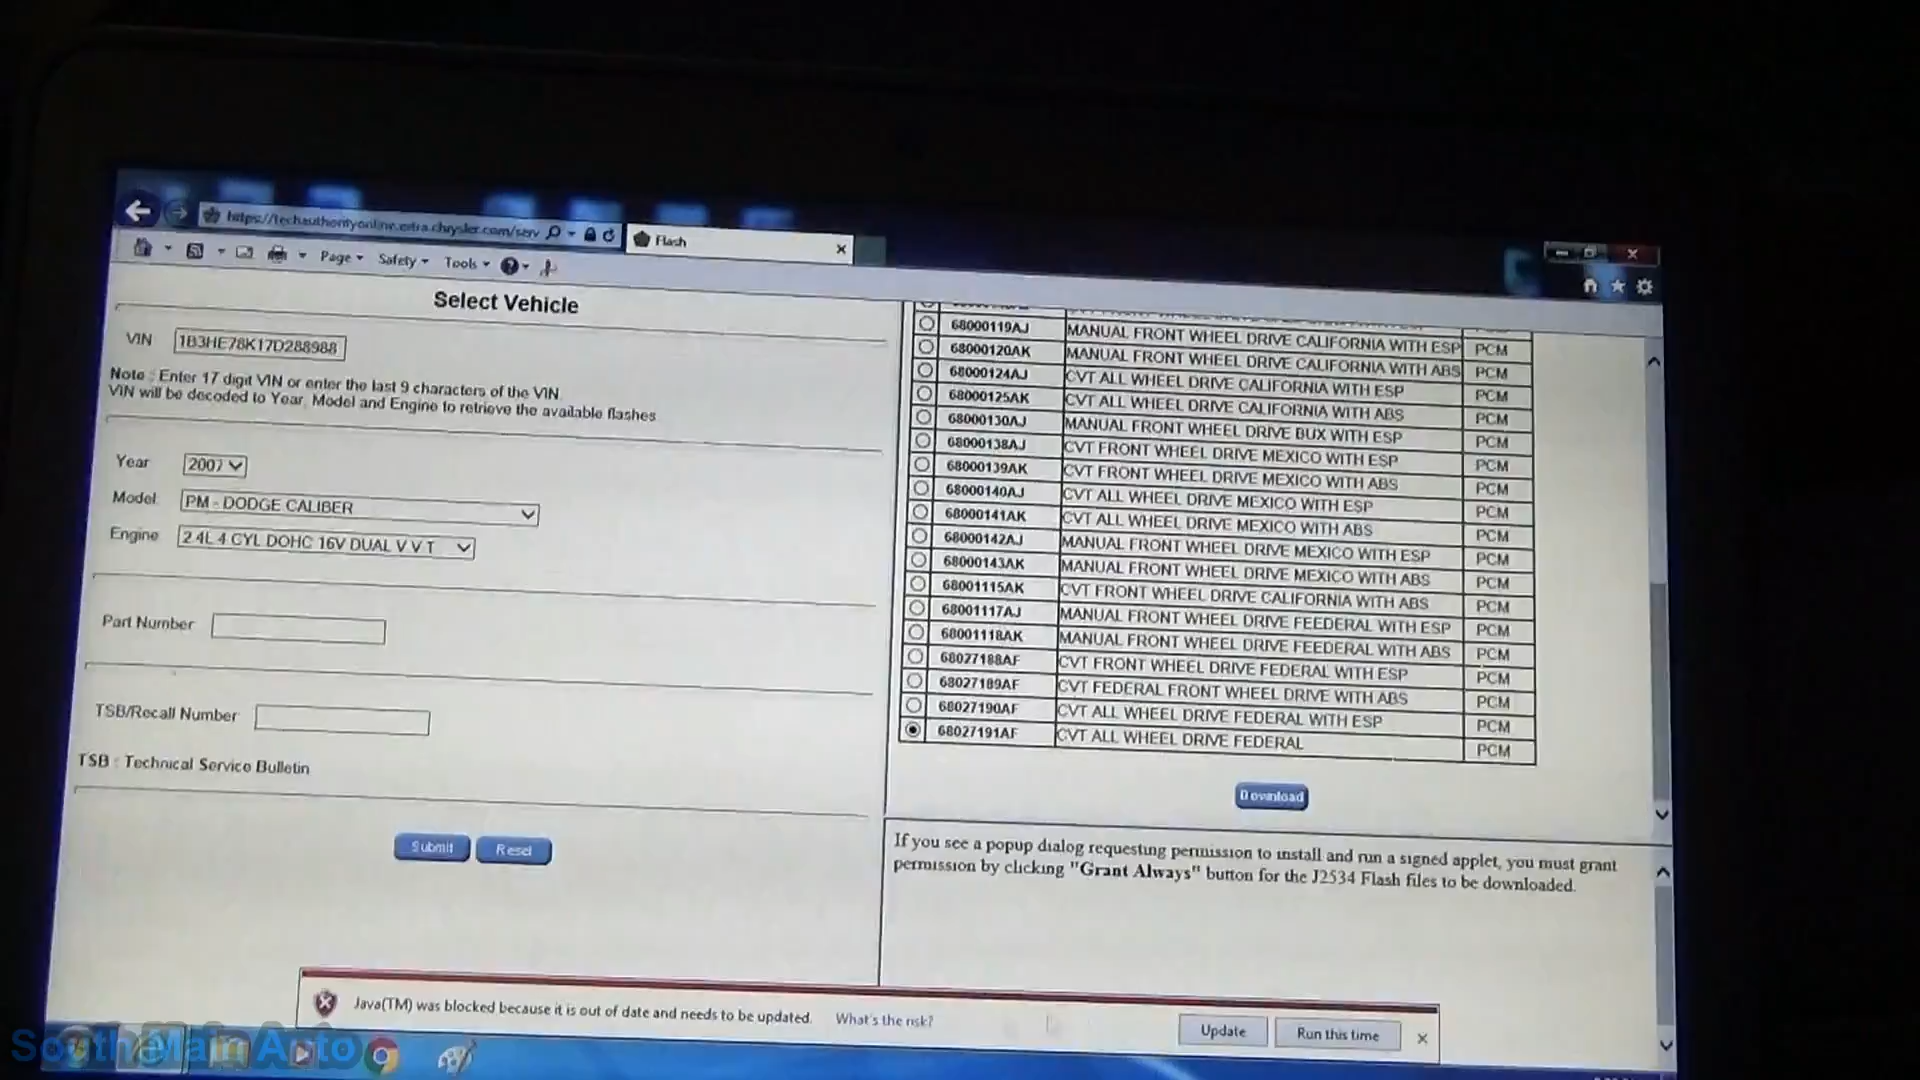 https://techauthorityonline.extra.chrysler.com/serv
Flash
Page
Safety
Tools
Select Vehicle
VIN 1B3HE78K17D288988
Note : Enter 17 digit VIN or enter the last 9 characters of the VIN.
VIN will be decoded to Year, Model and Engine to retrieve the available flashes
Year 2007
Model PM - DODGE CALIBER
Engine 2.4L 4 CYL DOHC 16V DUAL V V T
Part Number
TSB/Recall Number
TSB : Technical Service Bulletin
Submit Reset
68000119AJ MANUAL FRONT WHEEL DRIVE CALIFORNIA WITH ESP PCM
68000120AK MANUAL FRONT WHEEL DRIVE CALIFORNIA WITH ABS PCM
68000124AJ CVT ALL WHEEL DRIVE CALIFORNIA WITH ESP PCM
68000125AK CVT ALL WHEEL DRIVE CALIFORNIA WITH ABS PCM
68000130AJ MANUAL FRONT WHEEL DRIVE BUX WITH ESP PCM
68000138AJ CVT FRONT WHEEL DRIVE MEXICO WITH ESP PCM
68000139AK CVT FRONT WHEEL DRIVE MEXICO WITH ABS PCM
68000140AJ CVT ALL WHEEL DRIVE MEXICO WITH ESP PCM
68000141AK CVT ALL WHEEL DRIVE MEXICO WITH ABS PCM
68000142AJ MANUAL FRONT WHEEL DRIVE MEXICO WITH ESP PCM
68000143AK MANUAL FRONT WHEEL DRIVE MEXICO WITH ABS PCM
68001115AK CVT FRONT WHEEL DRIVE CALIFORNIA WITH ABS PCM
68001117AJ MANUAL FRONT WHEEL DRIVE FEEDERAL WITH ESP PCM
68001118AK MANUAL FRONT WHEEL DRIVE FEEDERAL WITH ABS PCM
68027188AF CVT FRONT WHEEL DRIVE FEDERAL WITH ESP PCM
68027189AF CVT FEDERAL FRONT WHEEL DRIVE WITH ABS PCM
68027190AF CVT ALL WHEEL DRIVE FEDERAL WITH ESP PCM
68027191AF CVT ALL WHEEL DRIVE FEDERAL PCM
Download
If you see a popup dialog requesting permission to install and run a signed applet, you must grant
permission by clicking "Grant Always" button for the J2534 Flash files to be downloaded.
Java(TM) was blocked because it is out of date and needs to be updated. What's the risk?
Update Run this time
South Main Auto